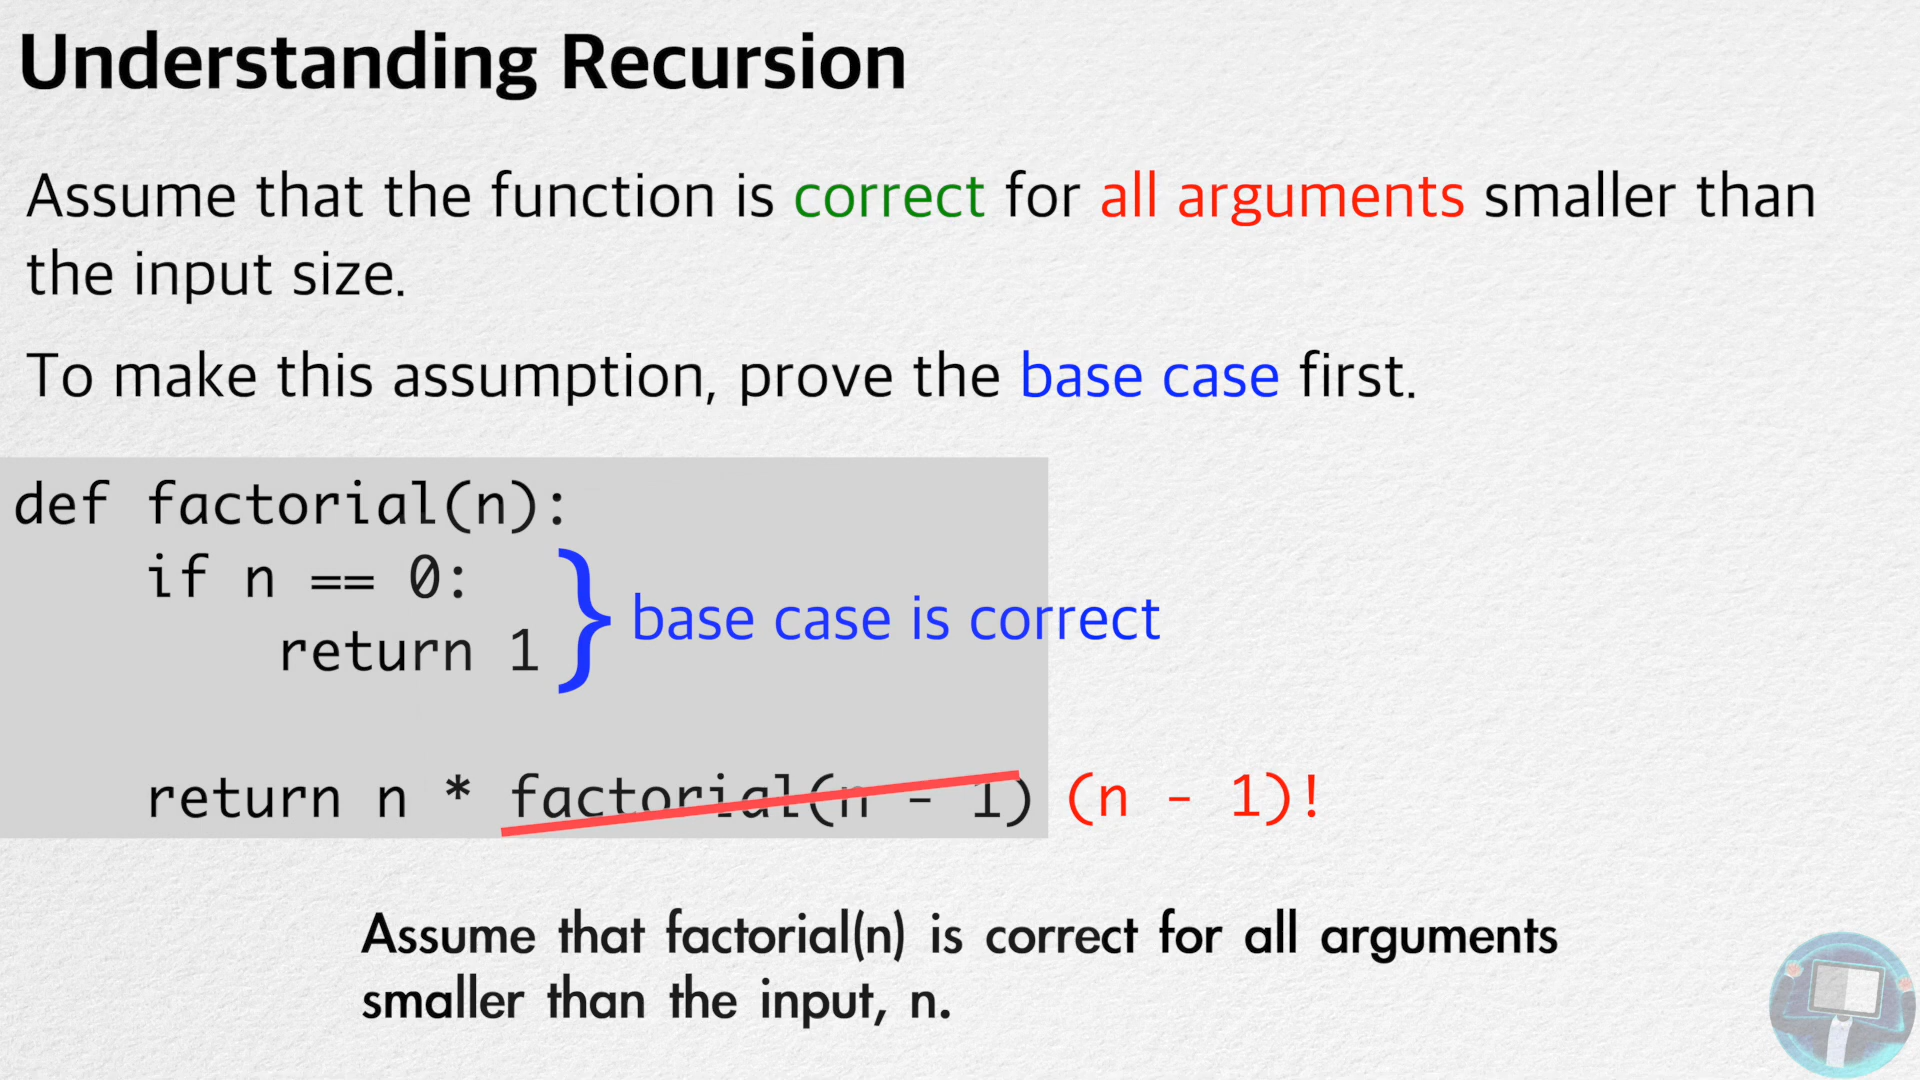 Understanding Recursion
Assume that the function is correct for all arguments smaller than
the input size.
To make this assumption, prove the base case first.
def factorial(n):
if n == 0:
return 1
base case is correct
return n * factorial(n - 1) (n - 1)!
Assume that factorial(n) is correct for all arguments
smaller than the input, n.